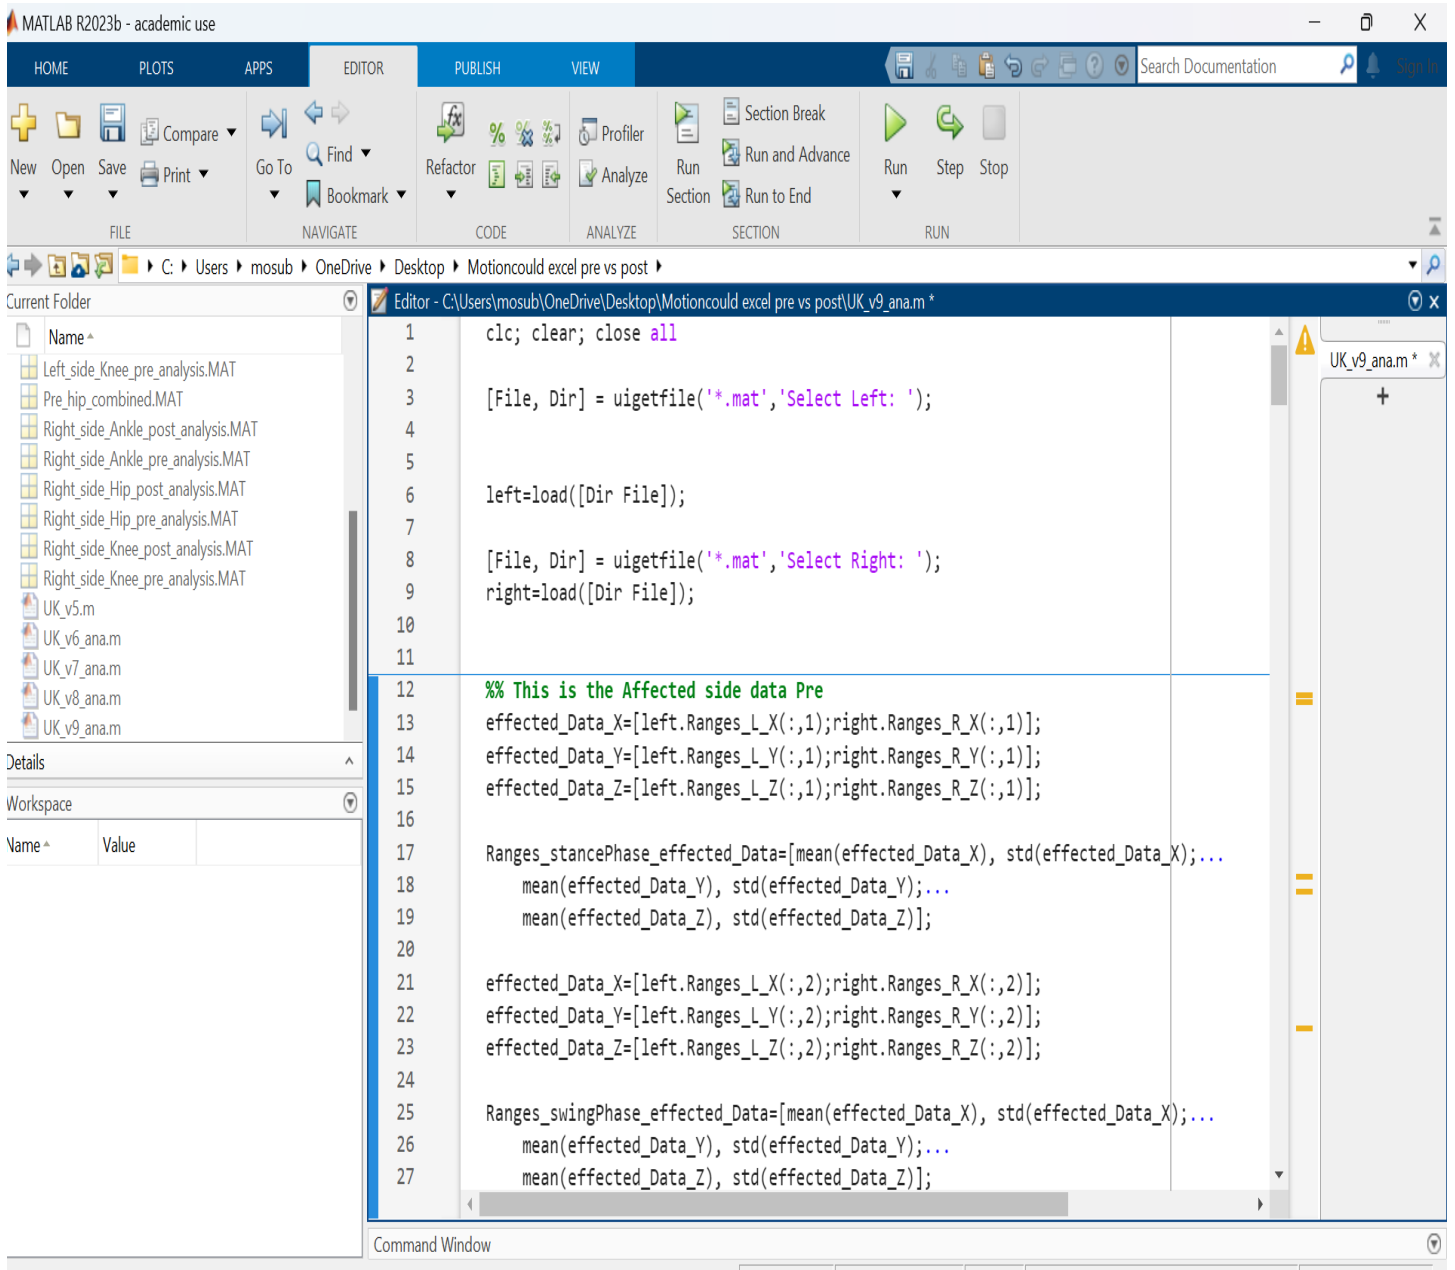 MATLAB R2023b - academic use
HOME PLOTS APPS EDITOR PUBLISH VIEW Search Documentation Sign In
New Open Save Compare Print Go To Find Bookmark Refactor Profiler Analyze Run Section Section Break Run and Advance Run to End Run Step Stop
FILE NAVIGATE CODE ANALYZE SECTION RUN
C: Users mosub OneDrive Desktop Motioncould excel pre vs post
Current Folder
Name
Left_side_Knee_pre_analysis.MAT
Pre_hip_combined.MAT
Right_side_Ankle_post_analysis.MAT
Right_side_Ankle_pre_analysis.MAT
Right_side_Hip_post_analysis.MAT
Right_side_Hip_pre_analysis.MAT
Right_side_Knee_post_analysis.MAT
Right_side_Knee_pre_analysis.MAT
UK_v5.m
UK_v6_ana.m
UK_v7_ana.m
UK_v8_ana.m
UK_v9_ana.m
Details
Workspace
Name Value
Editor - C:\Users\mosub\OneDrive\Desktop\Motioncould excel pre vs post\UK_v9_ana.m *
UK_v9_ana.m *
1 clc; clear; close all
2
3 [File, Dir] = uigetfile('*.mat','Select Left: ');
4
5
6 left=load([Dir File]);
7
8 [File, Dir] = uigetfile('*.mat','Select Right: ');
9 right=load([Dir File]);
10
11
12 %% This is the Affected side data Pre
13 effected_Data_X=[left.Ranges_L_X(:,1);right.Ranges_R_X(:,1)];
14 effected_Data_Y=[left.Ranges_L_Y(:,1);right.Ranges_R_Y(:,1)];
15 effected_Data_Z=[left.Ranges_L_Z(:,1);right.Ranges_R_Z(:,1)];
16
17 Ranges_stancePhase_effected_Data=[mean(effected_Data_X), std(effected_Data_X);...
18 mean(effected_Data_Y), std(effected_Data_Y);...
19 mean(effected_Data_Z), std(effected_Data_Z)];
20
21 effected_Data_X=[left.Ranges_L_X(:,2);right.Ranges_R_X(:,2)];
22 effected_Data_Y=[left.Ranges_L_Y(:,2);right.Ranges_R_Y(:,2)];
23 effected_Data_Z=[left.Ranges_L_Z(:,2);right.Ranges_R_Z(:,2)];
24
25 Ranges_swingPhase_effected_Data=[mean(effected_Data_X), std(effected_Data_X);...
26 mean(effected_Data_Y), std(effected_Data_Y);...
27 mean(effected_Data_Z), std(effected_Data_Z)];
Command Window